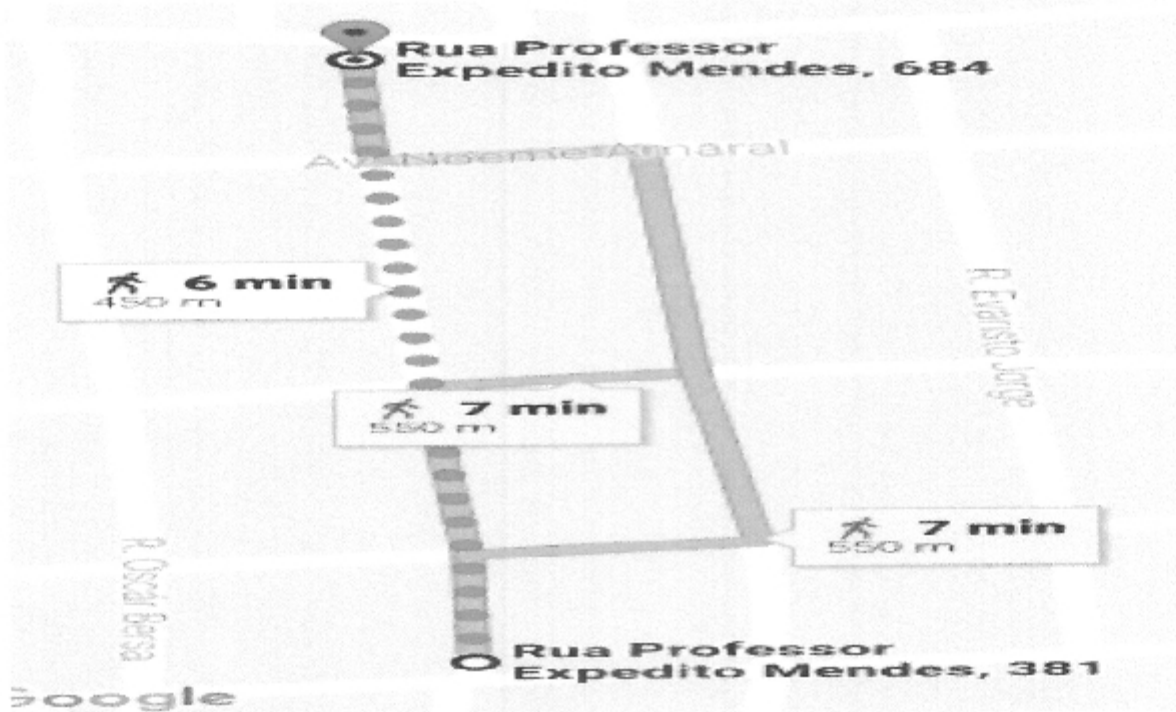 Rua Professor
Expedito Mendes, 684
Av. Noeme Amaral
6 min
450 m
R. Evaristo Jorge
7 min
550 m
7 min
550 m
R. Oscar Bersa
Rua Professor
Expedito Mendes, 381
Google